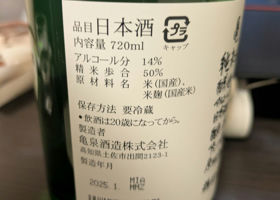 品目 日本酒
内容量 720ml
プラ
キャップ
アルコール分 14%
精米歩合 50%
原材料名 米(国産)、
米麹(国産米)
保存方法 要冷蔵
•飲酒は20歳になってから。
製造者
亀泉酒造株式会社
高知県土佐市出間2123-1
製造年月
2025.1.